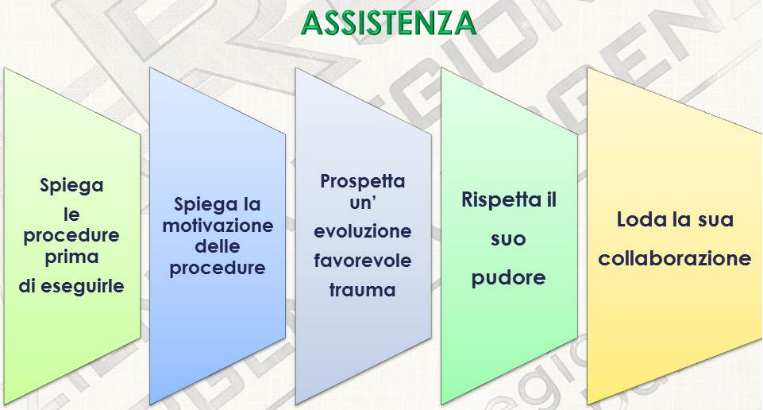 ASSISTENZA
Spiega
le
procedure
prima
di eseguirle
Spiega la
motivazione
delle
procedure
Prospetta
un'
evoluzione
favorevole
trauma
Rispetta il
suo
pudore
Loda la sua
collaborazione